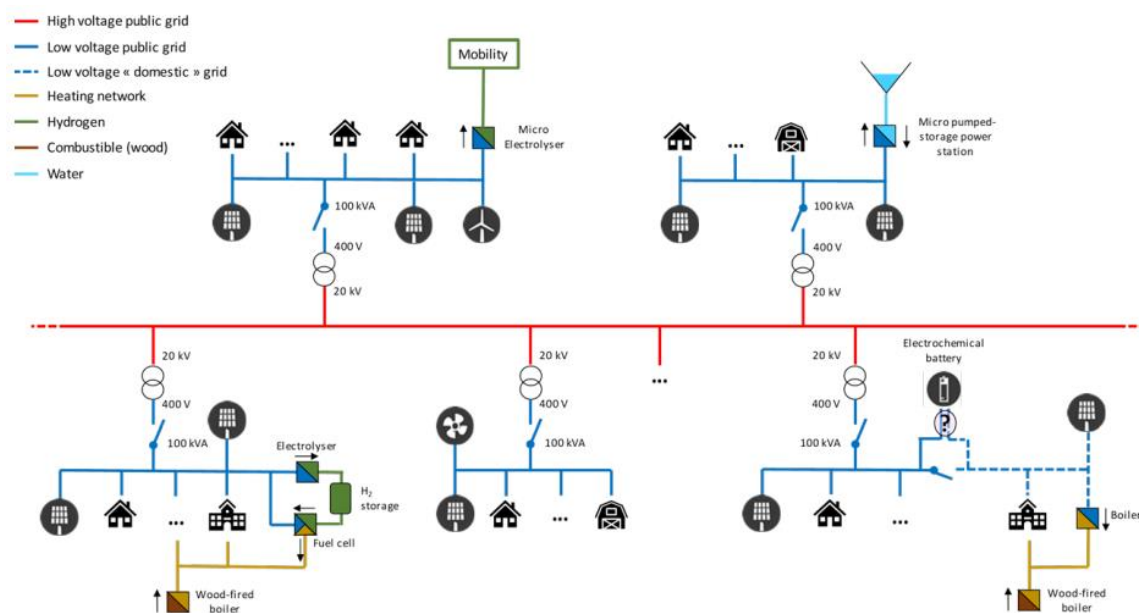 High voltage public grid
Low voltage public grid
Low voltage « domestic » grid
Heating network
Hydrogen
Combustible (wood)
Water
Mobility
Micro
Electrolyser
...
100 kVA
400 V
20 kV
Micro pumped-
storage power
station
...
100 kVA
400 V
20 kV
20 kV
400 V
100 kVA
Electrolyser
H2
storage
...
Fuel cell
Wood-fired
boiler
20 kV
400 V
100 kVA
...
...
20 kV
400 V
100 kVA
Electrochemical
battery
?
...
Boiler
Wood-fired
boiler